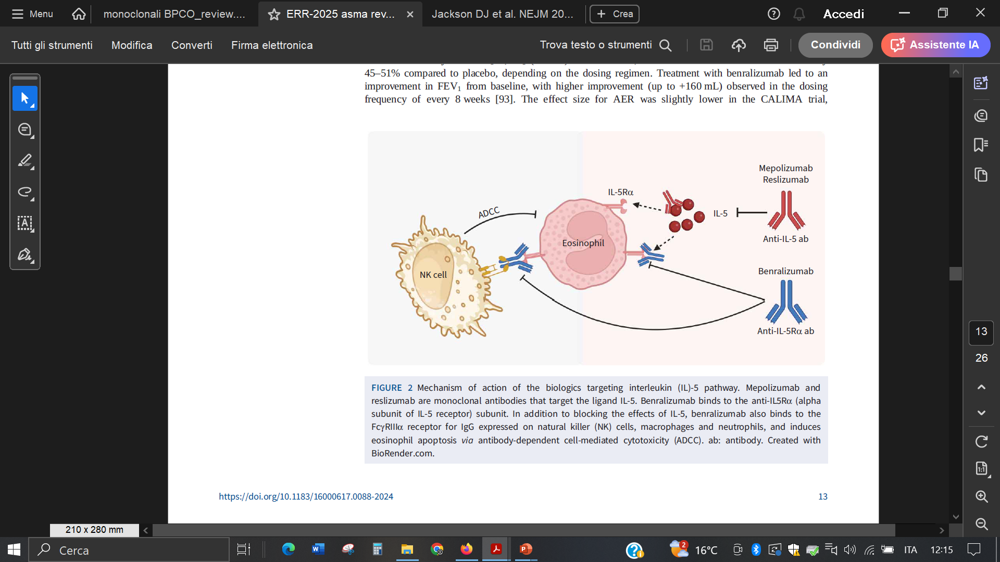 Menu
monoclonali BPCO_review....
ERR-2025 asma rev...
Jackson DJ et al. NEJM 20...
Crea
Accedi
Tutti gli strumenti
Modifica
Converti
Firma elettronica
Trova testo o strumenti
Condividi
Assistente IA
45–51% compared to placebo, depending on the dosing regimen. Treatment with benralizumab led to an
improvement in FEV1 from baseline, with higher improvement (up to +160 mL) observed in the dosing
frequency of every 8 weeks [93]. The effect size for AER was slightly lower in the CALIMA trial,
Mepolizumab
Reslizumab
IL-5Rα
ADCC
IL-5
Anti-IL-5 ab
Eosinophil
NK cell
Benralizumab
Anti-IL-5Rα ab
FIGURE 2 Mechanism of action of the biologics targeting interleukin (IL)-5 pathway. Mepolizumab and
reslizumab are monoclonal antibodies that target the ligand IL-5. Benralizumab binds to the anti-IL5Rα (alpha
subunit of IL-5 receptor) subunit. In addition to blocking the effects of IL-5, benralizumab also binds to the
FcγRIIIα receptor for IgG expressed on natural killer (NK) cells, macrophages and neutrophils, and induces
eosinophil apoptosis via antibody-dependent cell-mediated cytotoxicity (ADCC). ab: antibody. Created with
BioRender.com.
https://doi.org/10.1183/16000617.0088-2024
13
13
26
1:1
210 x 280 mm
Cerca
2
16°C
ITA
12:15